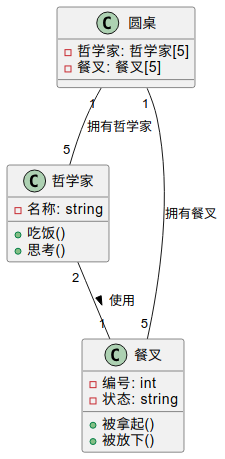 C 圆桌
哲学家: 哲学家[5]
餐叉: 餐叉[5]
1 1
拥有哲学家
5
C 哲学家
名称: string
吃饭()
思考()
拥有餐叉
2
使用
1 5
C 餐叉
编号: int
状态: string
被拿起()
被放下()